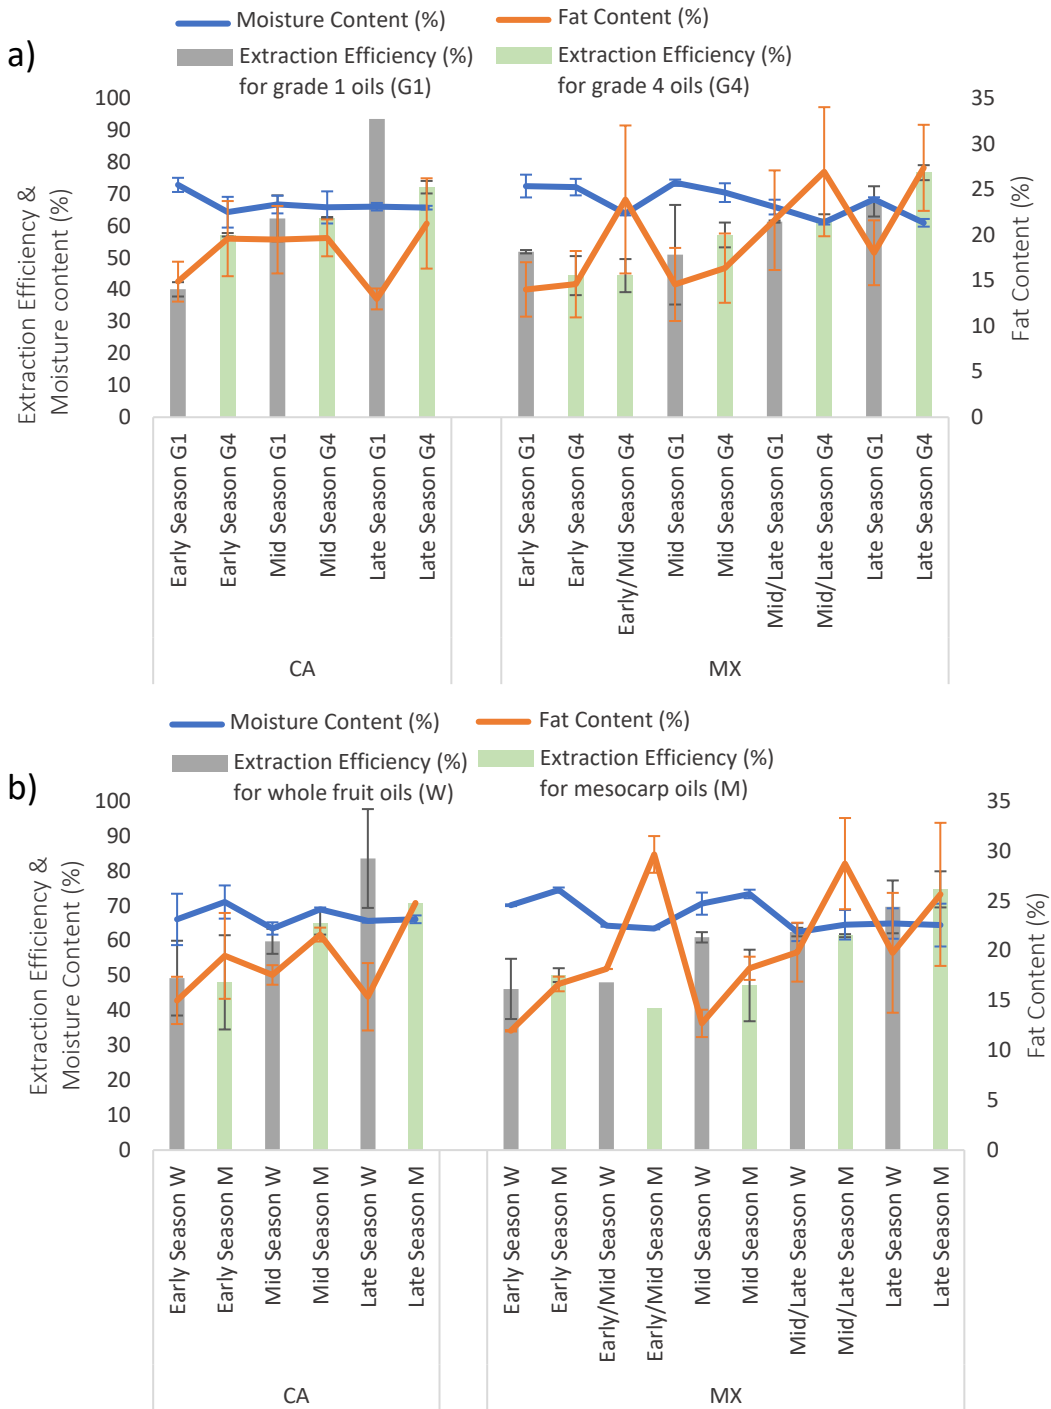 Moisture Content (%)
Fat Content (%)
a)
Extraction Efficiency (%)
for grade 1 oils (G1)
Extraction Efficiency (%)
for grade 4 oils (G4)
Extraction Efficiency &
Moisture content (%)
100
90
80
70
60
50
40
30
20
10
0
35
30
25
20
15
10
5
0
Fat Content (%)
Early Season G1
Early Season G4
Mid Season G1
Mid Season G4
Late Season G1
Late Season G4
Early Season G1
Early Season G4
Early/Mid Season G4
Mid Season G1
Mid Season G4
Mid/Late Season G1
Mid/Late Season G4
Late Season G1
Late Season G4
CA
MX
Moisture Content (%)
Fat Content (%)
b)
Extraction Efficiency (%)
for whole fruit oils (W)
Extraction Efficiency (%)
for mesocarp oils (M)
Extraction Efficiency &
Moisture Content (%)
100
90
80
70
60
50
40
30
20
10
0
35
30
25
20
15
10
5
0
Fat Content (%)
Early Season W
Early Season M
Mid Season W
Mid Season M
Late Season W
Late Season M
Early Season W
Early Season M
Early/Mid Season W
Early/Mid Season M
Mid Season W
Mid Season M
Mid/Late Season W
Mid/Late Season M
Late Season W
Late Season M
CA
MX